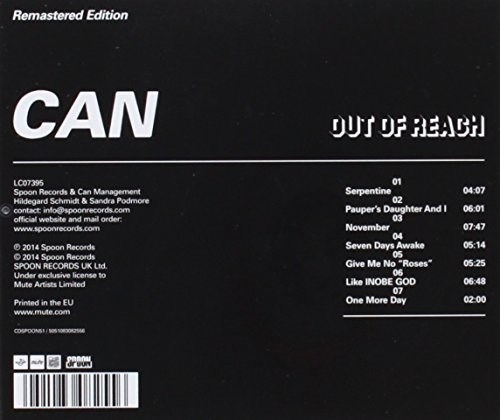 Remastered Edition
CAN
OUT OF REACH
LC07395
Spoon Records & Can Management
Hildegard Schmidt & Sandra Podmore
contact: info@spoonrecords.com
official website and mail order:
www.spoonrecords.com
℗ 2014 Spoon Records
© 2014 Spoon Records
SPOON RECORDS UK Ltd.
Under exclusive license to
Mute Artists Limited
Printed in the EU
www.mute.com
01
Serpentine 04:07
02
Pauper's Daughter And I 06:01
03
November 07:47
04
Seven Days Awake 05:14
05
Give Me No "Roses" 05:25
06
Like INOBE GOD 06:48
07
One More Day 02:00
mute
SPOON